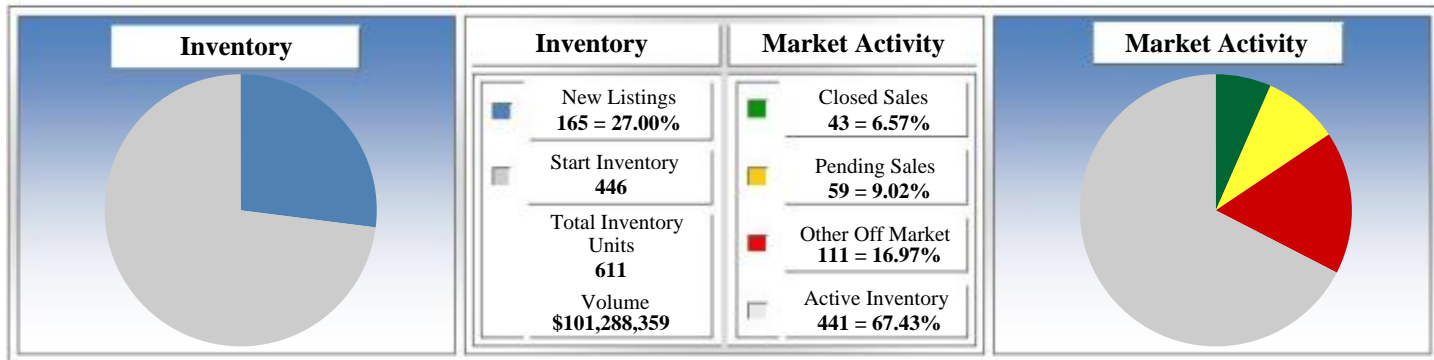 Inventory
Inventory
Market Activity
New Listings
165 = 27.00%
Start Inventory
446
Total Inventory
Units
611
Volume
$101,288,359
Closed Sales
43 = 6.57%
Pending Sales
59 = 9.02%
Other Off Market
111 = 16.97%
Active Inventory
441 = 67.43%
Market Activity